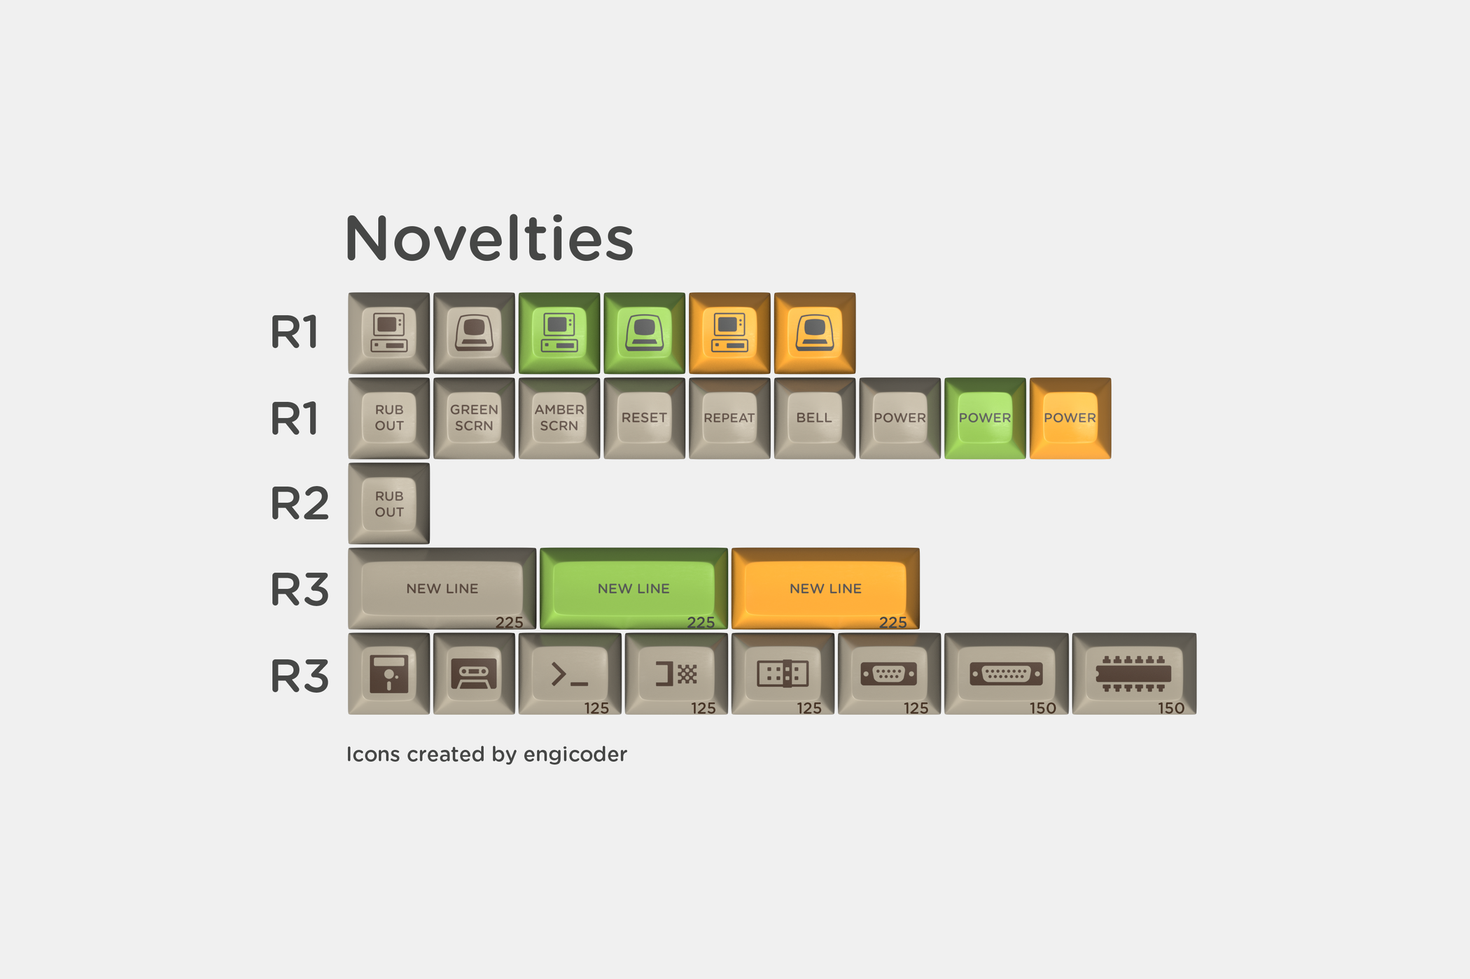 Novelties
R1
R1
RUB
OUT
GREEN
SCRN
AMBER
SCRN
RESET
REPEAT
BELL
POWER
POWER
POWER
R2
RUB
OUT
R3
NEW LINE
225
NEW LINE
225
NEW LINE
225
R3
>_
125
125
125
125
150
150
Icons created by engicoder